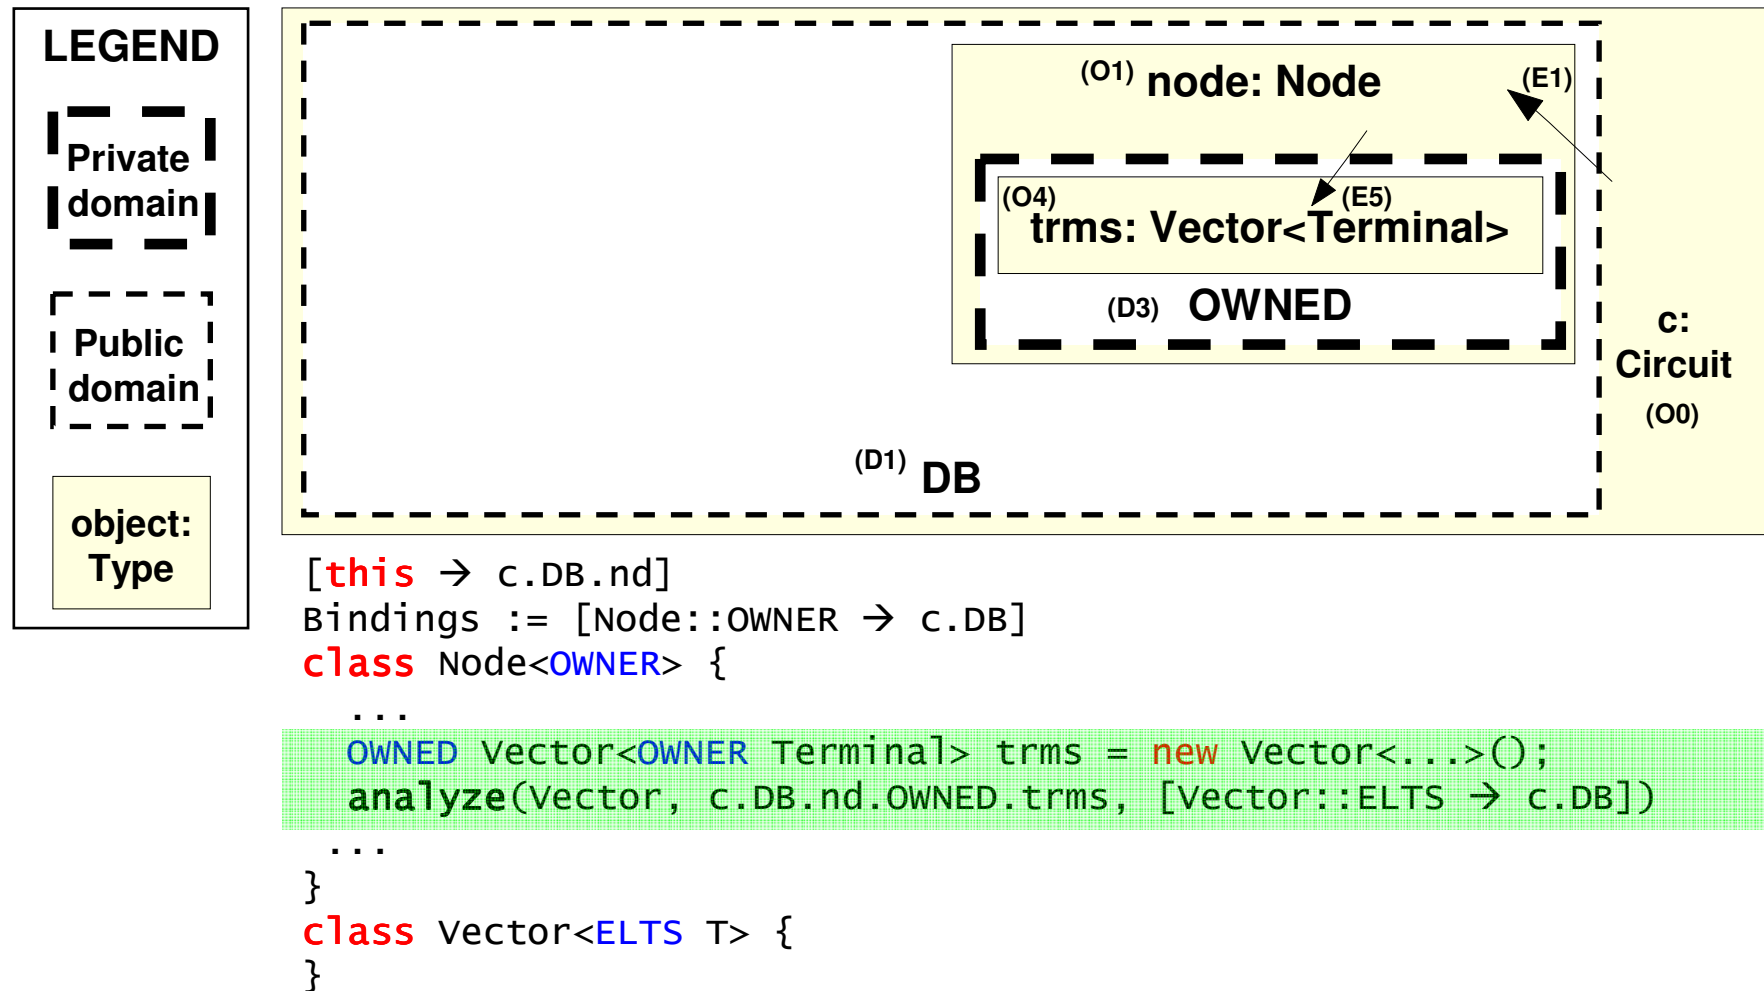 LEGEND
Private
domain
Public
domain
object:
Type
(O1) node: Node
(E1)
(O4)
(E5)
trms: Vector<Terminal>
(D3) OWNED
c:
Circuit
(O0)
(D1) DB
[this → c.DB.nd]
Bindings := [Node::OWNER → c.DB]
class Node<OWNER> {
...
OWNED Vector<OWNER Terminal> trms = new Vector<...>();
analyze(Vector, c.DB.nd.OWNED.trms, [Vector::ELTS → c.DB])
...
}
class Vector<ELTS T> {
}